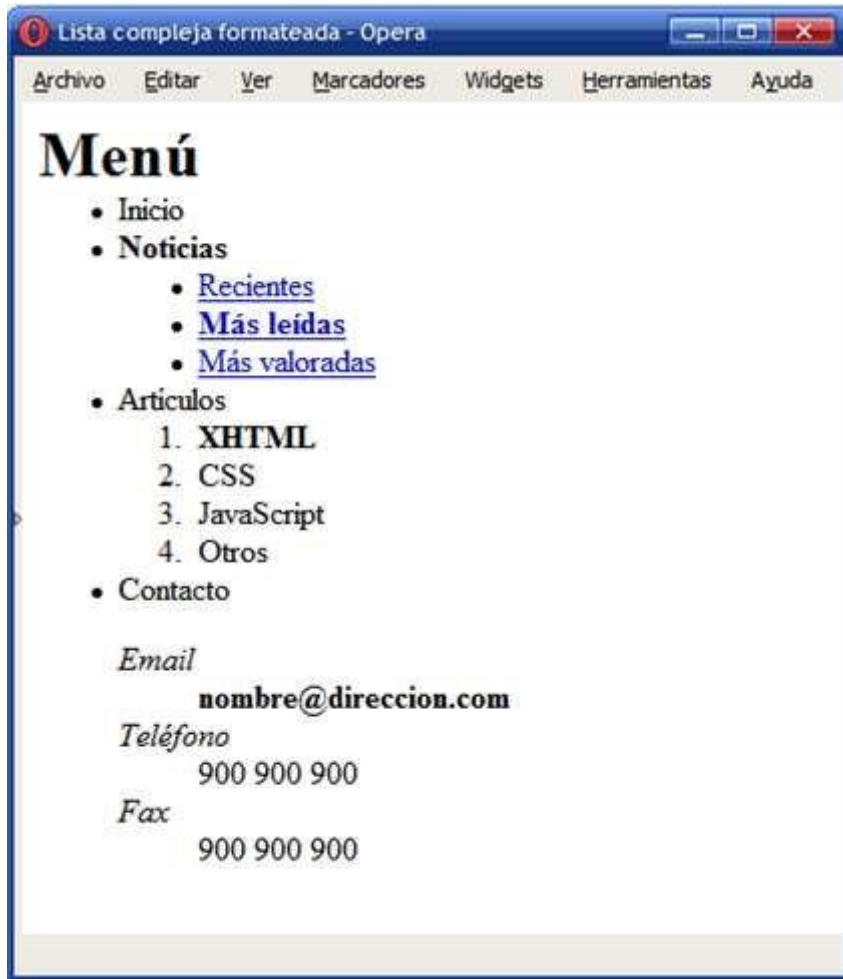 Lista compleja formateada - Opera
Archivo Editar Ver Marcadores Widgets Herramientas Ayuda
Menú
• Inicio
• Noticias
• Recientes
• Más leídas
• Más valoradas
• Artículos
1. XHTML
2. CSS
3. JavaScript
4. Otros
• Contacto
Email
nombre@direccion.com
Teléfono
900 900 900
Fax
900 900 900